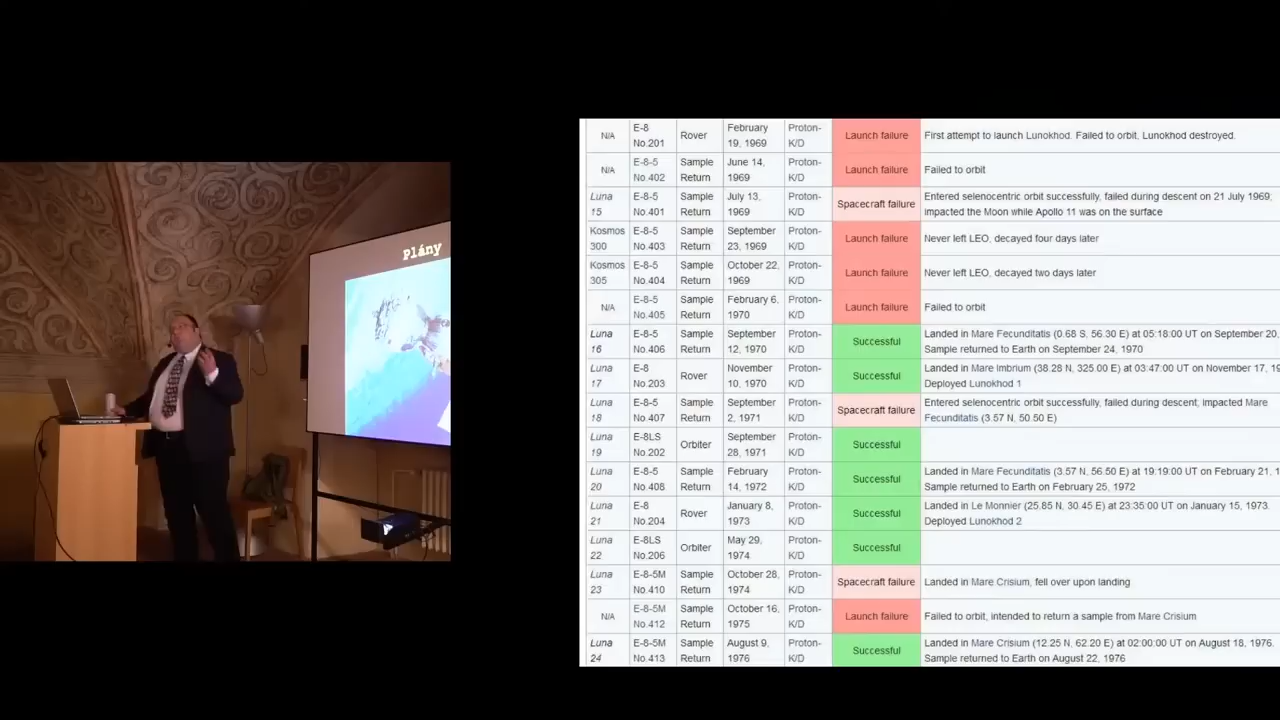 Plány
N/A E-8 No.201 Rover February 19, 1969 Proton-K/D Launch failure First attempt to launch Lunokhod. Failed to orbit, Lunokhod destroyed.
N/A E-8-5 No.402 Sample Return June 14, 1969 Proton-K/D Launch failure Failed to orbit
Luna 15 E-8-5 No.401 Sample Return July 13, 1969 Proton-K/D Spacecraft failure Entered selenocentric orbit successfully, failed during descent on 21 July 1969; impacted the Moon while Apollo 11 was on the surface
Kosmos 300 E-8-5 No.403 Sample Return September 23, 1969 Proton-K/D Launch failure Never left LEO, decayed four days later
Kosmos 305 E-8-5 No.404 Sample Return October 22, 1969 Proton-K/D Launch failure Never left LEO, decayed two days later
N/A E-8-5 No.405 Sample Return February 6, 1970 Proton-K/D Launch failure Failed to orbit
Luna 16 E-8-5 No.406 Sample Return September 12, 1970 Proton-K/D Successful Landed in Mare Fecunditatis (0.68 S, 56.30 E) at 05:18:00 UT on September 20, Sample returned to Earth on September 24, 1970
Luna 17 E-8 No.203 Rover November 10, 1970 Proton-K/D Successful Landed in Mare Imbrium (38.28 N, 325.00 E) at 03:47:00 UT on November 17, 19 Deployed Lunokhod 1
Luna 18 E-8-5 No.407 Sample Return September 2, 1971 Proton-K/D Spacecraft failure Entered selenocentric orbit successfully, failed during descent, impacted Mare Fecunditatis (3.57 N, 50.50 E)
Luna 19 E-8LS No.202 Orbiter September 28, 1971 Proton-K/D Successful
Luna 20 E-8-5 No.408 Sample Return February 14, 1972 Proton-K/D Successful Landed in Mare Fecunditatis (3.57 N, 56.50 E) at 19:19:00 UT on February 21, 1 Sample returned to Earth on February 25, 1972
Luna 21 E-8 No.204 Rover January 8, 1973 Proton-K/D Successful Landed in Le Monnier (25.85 N, 30.45 E) at 23:35:00 UT on January 15, 1973. Deployed Lunokhod 2
Luna 22 E-8LS No.206 Orbiter May 29, 1974 Proton-K/D Successful
Luna 23 E-8-5M No.410 Sample Return October 28, 1974 Proton-K/D Spacecraft failure Landed in Mare Crisium, fell over upon landing
N/A E-8-5M No.412 Sample Return October 16, 1975 Proton-K/D Launch failure Failed to orbit, intended to return a sample from Mare Crisium
Luna 24 E-8-5M No.413 Sample Return August 9, 1976 Proton-K/D Successful Landed in Mare Crisium (12.25 N, 62.20 E) at 02:00:00 UT on August 18, 1976. Sample returned to Earth on August 22, 1976